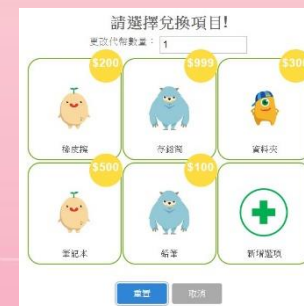 請選擇兌換項目!
更改代幣數量： 1
$200 $999 $300
橡皮擦 存錢筒 資料夾
$500 $100
筆記本 鉛筆 新增選項
重置 取消